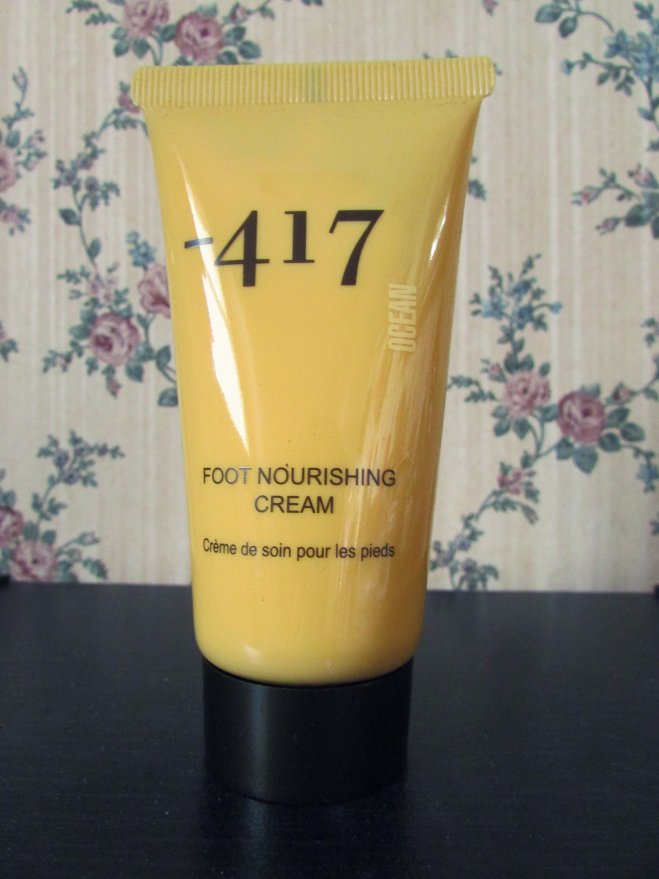 -417
OCEAN
FOOT NOURISHING
CREAM
Crème de soin pour les pieds